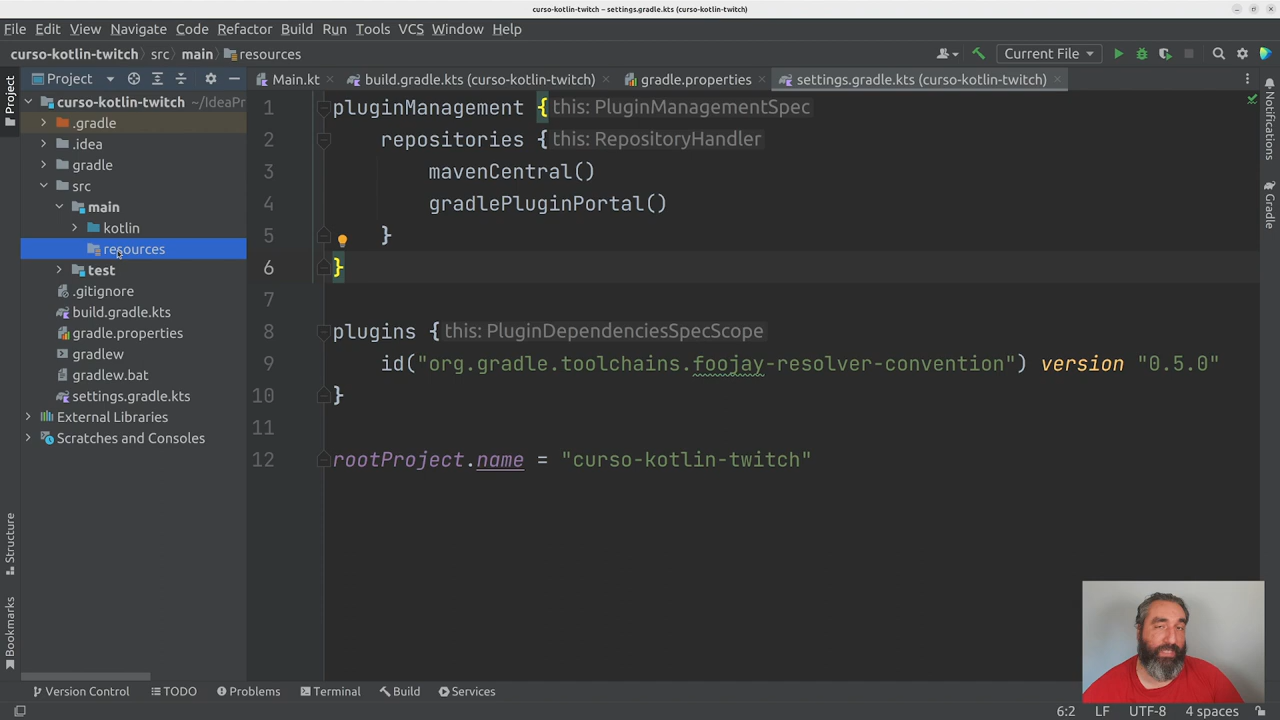 curso-kotlin-twitch – settings.gradle.kts (curso-kotlin-twitch)
File Edit View Navigate Code Refactor Build Run Tools VCS Window Help
curso-kotlin-twitch src main resources Current File
Project Main.kt build.gradle.kts (curso-kotlin-twitch) gradle.properties settings.gradle.kts (curso-kotlin-twitch)
Project
curso-kotlin-twitch ~/IdeaPr
.gradle
.idea
gradle
src
main
kotlin
resources
test
.gitignore
build.gradle.kts
gradle.properties
gradlew
gradlew.bat
settings.gradle.kts
External Libraries
Scratches and Consoles
Structure
Bookmarks
1 pluginManagement { this: PluginManagementSpec
2 repositories { this: RepositoryHandler
3 mavenCentral()
4 gradlePluginPortal()
5 }
6 }
7
8 plugins { this: PluginDependenciesSpecScope
9 id("org.gradle.toolchains.foojay-resolver-convention") version "0.5.0"
10 }
11
12 rootProject.name = "curso-kotlin-twitch"
Notifications
Gradle
Version Control TODO Problems Terminal Build Services
6:2 LF UTF-8 4 spaces